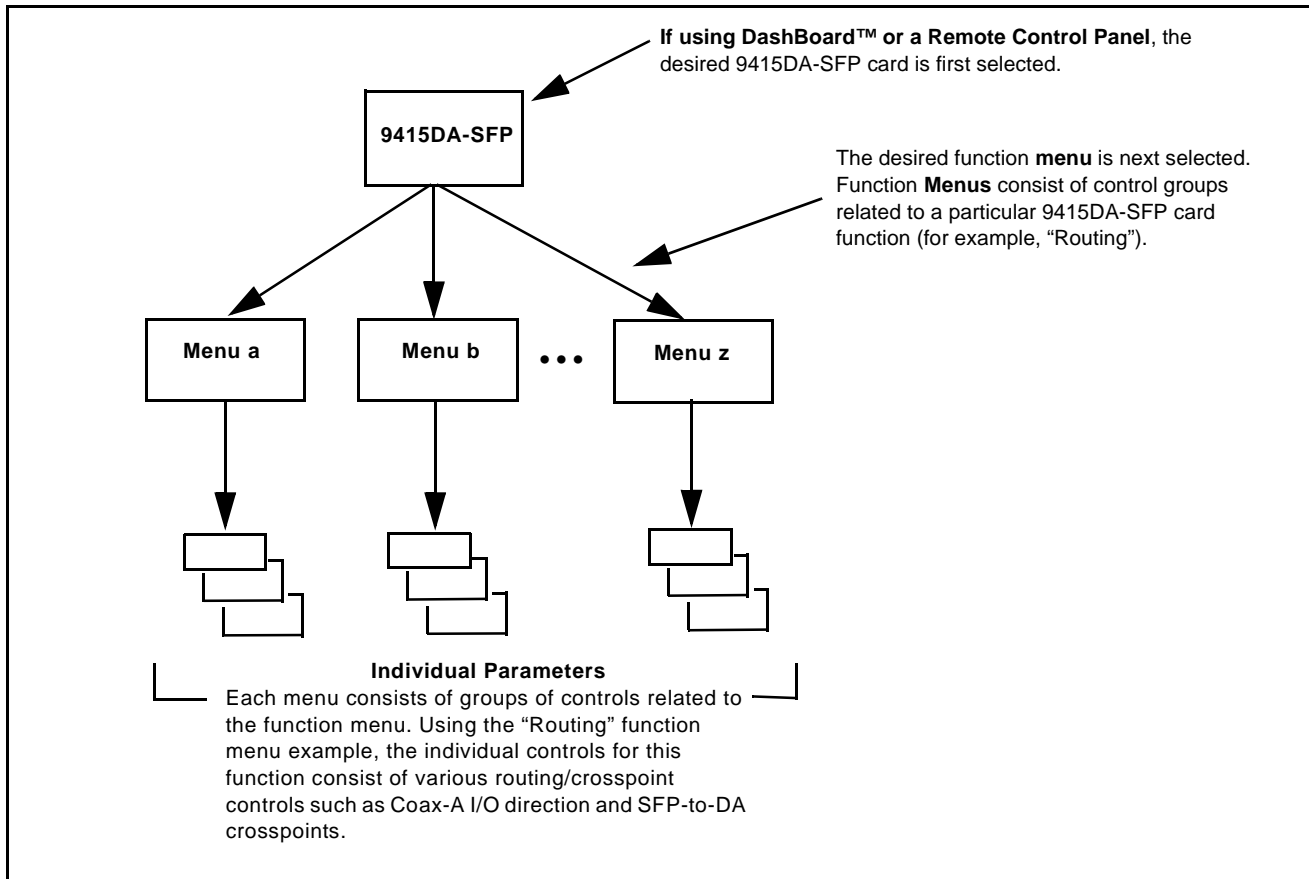 If using DashBoard™ or a Remote Control Panel, the
desired 9415DA-SFP card is first selected.
9415DA-SFP
The desired function menu is next selected.
Function Menus consist of control groups
related to a particular 9415DA-SFP card
function (for example, “Routing”).
Menu a
Menu b
•••
Menu z
Individual Parameters
Each menu consists of groups of controls related to
the function menu. Using the “Routing” function
menu example, the individual controls for this
function consist of various routing/crosspoint
controls such as Coax-A I/O direction and SFP-to-DA
crosspoints.